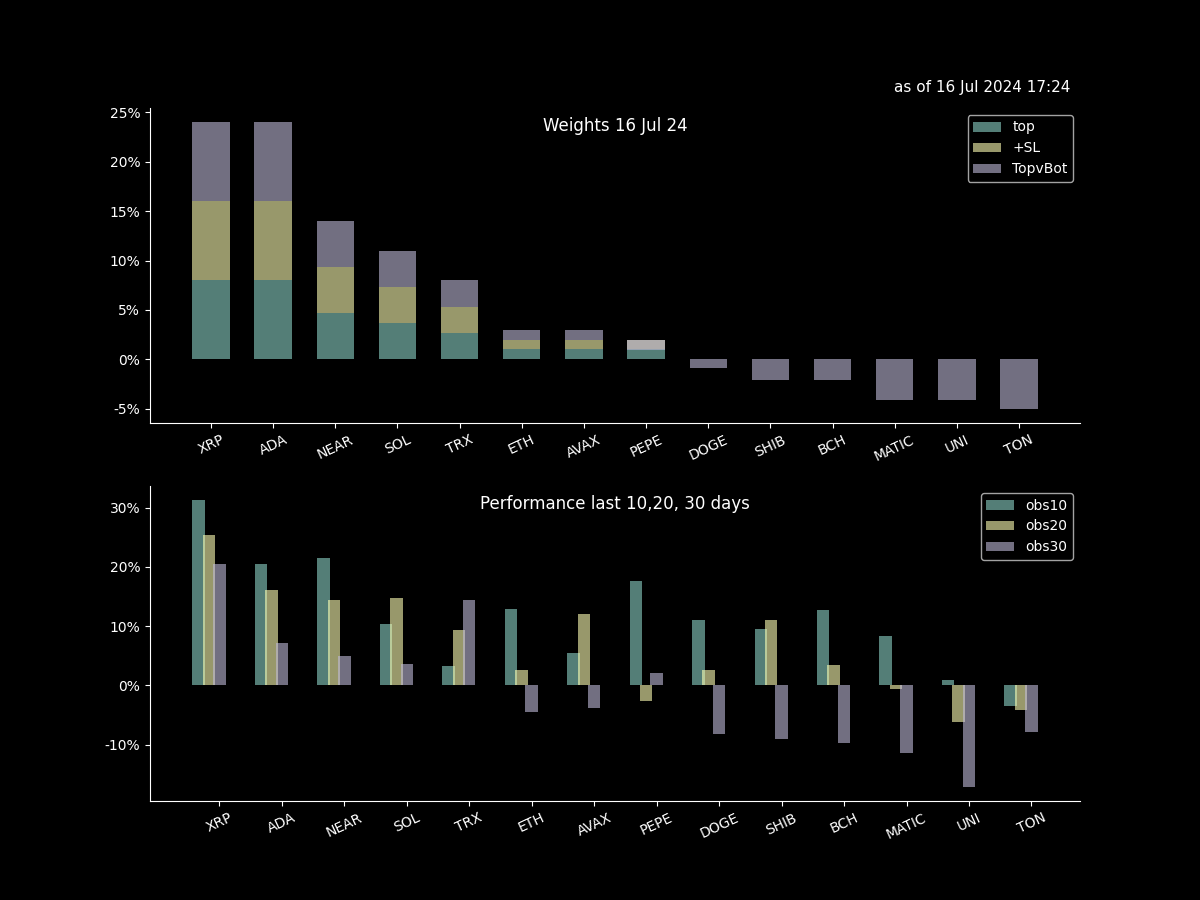 as of 16 Jul 2024 17:24
Weights 16 Jul 24
top
+SL
TopvBot
25%
20%
15%
10%
5%
0%
-5%
XRP ADA NEAR SOL TRX ETH AVAX PEPE DOGE SHIB BCH MATIC UNI TON
Performance last 10,20, 30 days
obs10
obs20
obs30
30%
20%
10%
0%
-10%
XRP ADA NEAR SOL TRX ETH AVAX PEPE DOGE SHIB BCH MATIC UNI TON